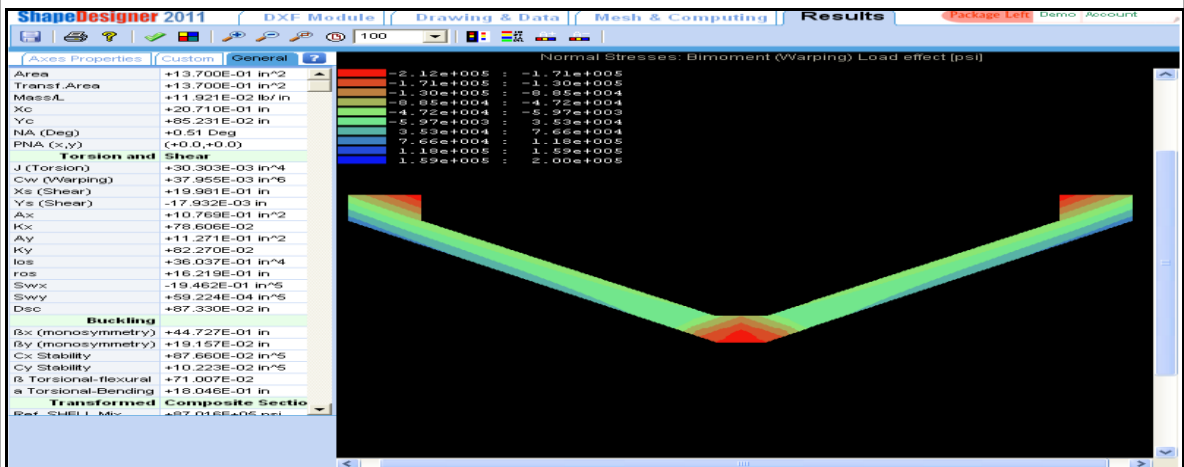 ShapeDesigner 2011 DXF Module Drawing & Data Mesh & Computing Results Package Left Demo Account
100
Axes Properties Custom General ?
Normal Stresses: Bimoment (Warping) Load effect [psi]
Area +13.700E-01 in^2
Transf.Area +13.700E-01 in^2
Mass/L +11.921E-02 lb/in
Xc +20.710E-01 in
Yc +85.231E-02 in
NA (Deg) +0.51 Deg
PNA (x,y) (+0.0,+0.0)
Torsion and Shear
J (Torsion) +30.303E-03 in^4
Cw (Warping) +37.955E-03 in^6
Xs (Shear) +19.981E-01 in
Ys (Shear) -17.932E-03 in
Ax +10.769E-01 in^2
Kx +78.606E-02
Ay +11.271E-01 in^2
Ky +82.270E-02
Ios +36.037E-01 in^4
ros +16.219E-01 in
Swx -19.462E-01 in^5
Swy +59.224E-04 in^5
Dsc +87.330E-02 in
Buckling
ßx (monosymmetry) +44.727E-01 in
ßy (monosymmetry) +19.157E-02 in
Cx Stability +87.660E-02 in^5
Cy Stability +10.223E-02 in^5
ß Torsional-flexural +71.007E-02
a Torsional-Bending +18.046E-01 in
Transformed Composite Sectio
Ref. SHELL Mix +87.016E+05 psi
-2.12e+005 : -1.71e+005
-1.71e+005 : -1.30e+005
-1.30e+005 : -8.85e+004
-8.85e+004 : -4.72e+004
-4.72e+004 : -5.97e+003
-5.97e+003 : 3.53e+004
3.53e+004 : 7.66e+004
7.66e+004 : 1.18e+005
1.18e+005 : 1.59e+005
1.59e+005 : 2.00e+005